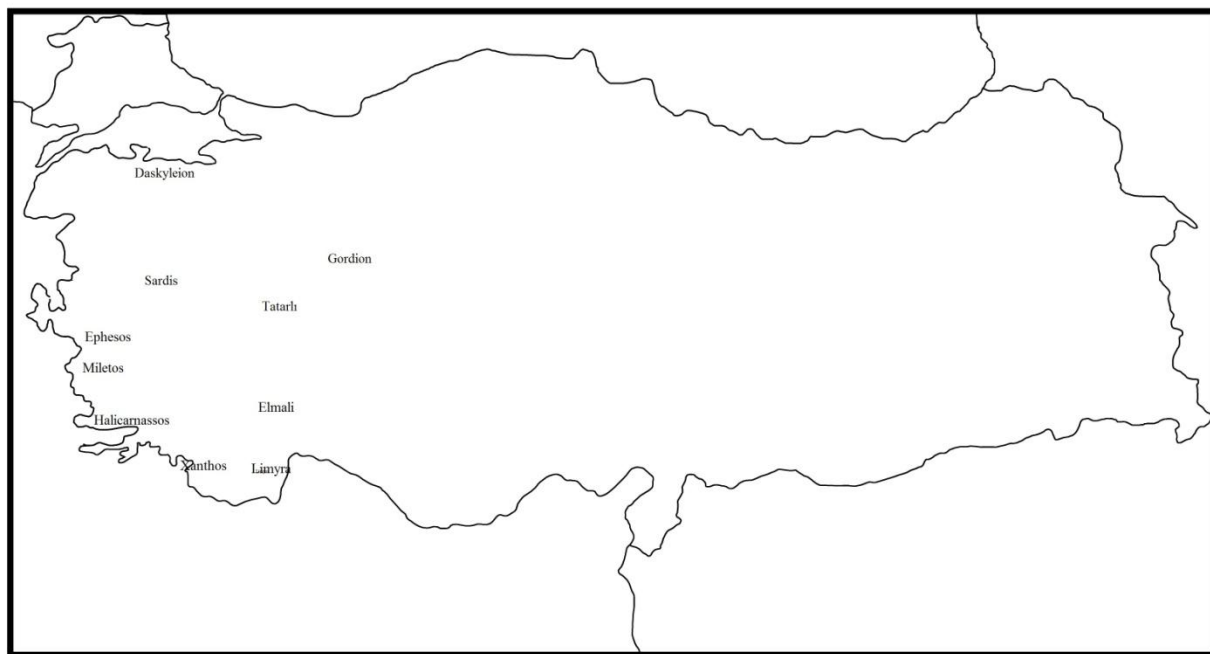 Daskyleion
Gordion
Sardis
Tatarlı
Ephesos
Miletos
Elmali
Halicarnassos
Xanthos
Limyra